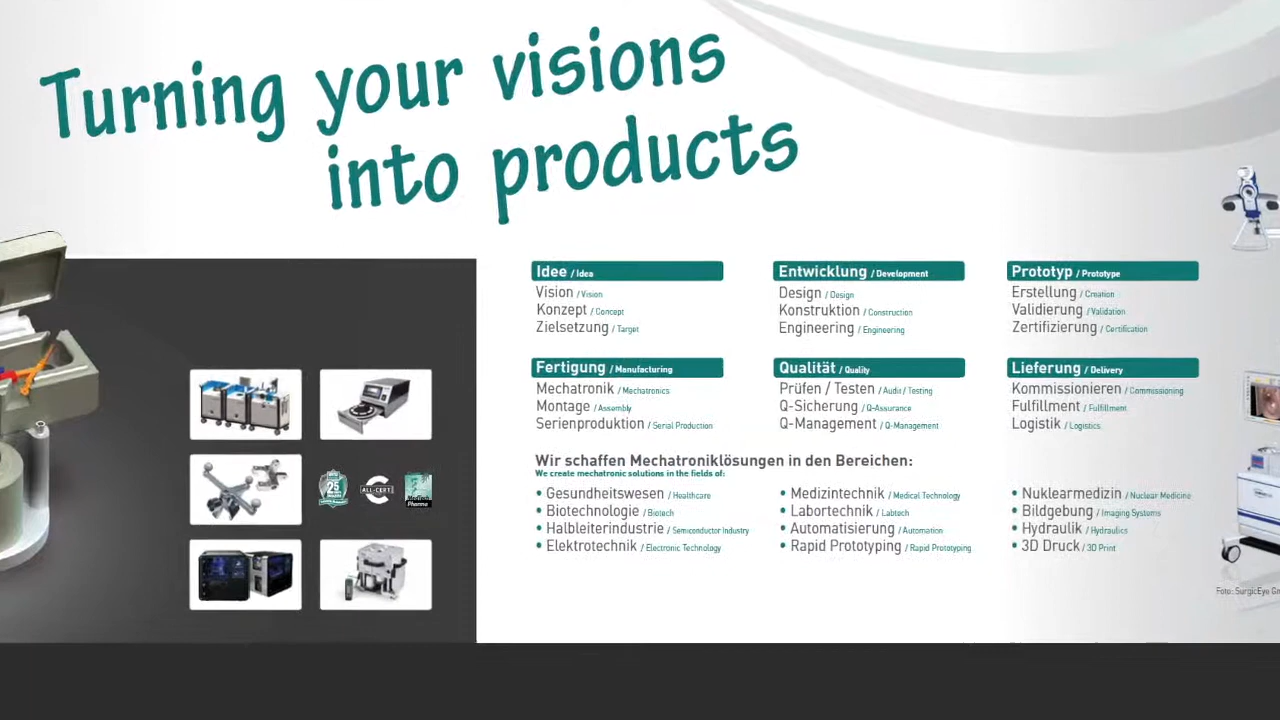 Turning your visions
into products
Idee / Idea
Vision / Vision
Konzept / Concept
Zielsetzung / Target
Entwicklung / Development
Design / Design
Konstruktion / Construction
Engineering / Engineering
Prototyp / Prototype
Erstellung / Creation
Validierung / Validation
Zertifizierung / Certification
Fertigung / Manufacturing
Mechatronik / Mechatronics
Montage / Assembly
Serienproduktion / Serial Production
Qualität / Quality
Prüfen / Testen / Audit / Testing
Q-Sicherung / Q-Assurance
Q-Management / Q-Management
Lieferung / Delivery
Kommissionieren / Commissioning
Fulfillment / Fulfillment
Logistik / Logistics
Wir schaffen Mechatroniklösungen in den Bereichen:
We create mechatronic solutions in the fields of:
• Gesundheitswesen / Healthcare
• Biotechnologie / Biotech
• Halbleiterindustrie / Semiconductor Industry
• Elektrotechnik / Electronic Technology
• Medizintechnik / Medical Technology
• Labortechnik / Labtech
• Automatisierung / Automation
• Rapid Prototyping / Rapid Prototyping
• Nuklearmedizin / Nuclear Medicine
• Bildgebung / Imaging Systems
• Hydraulik / Hydraulics
• 3D Druck / 3D Print
25
ALL-CERT
Foto: SurgicEye